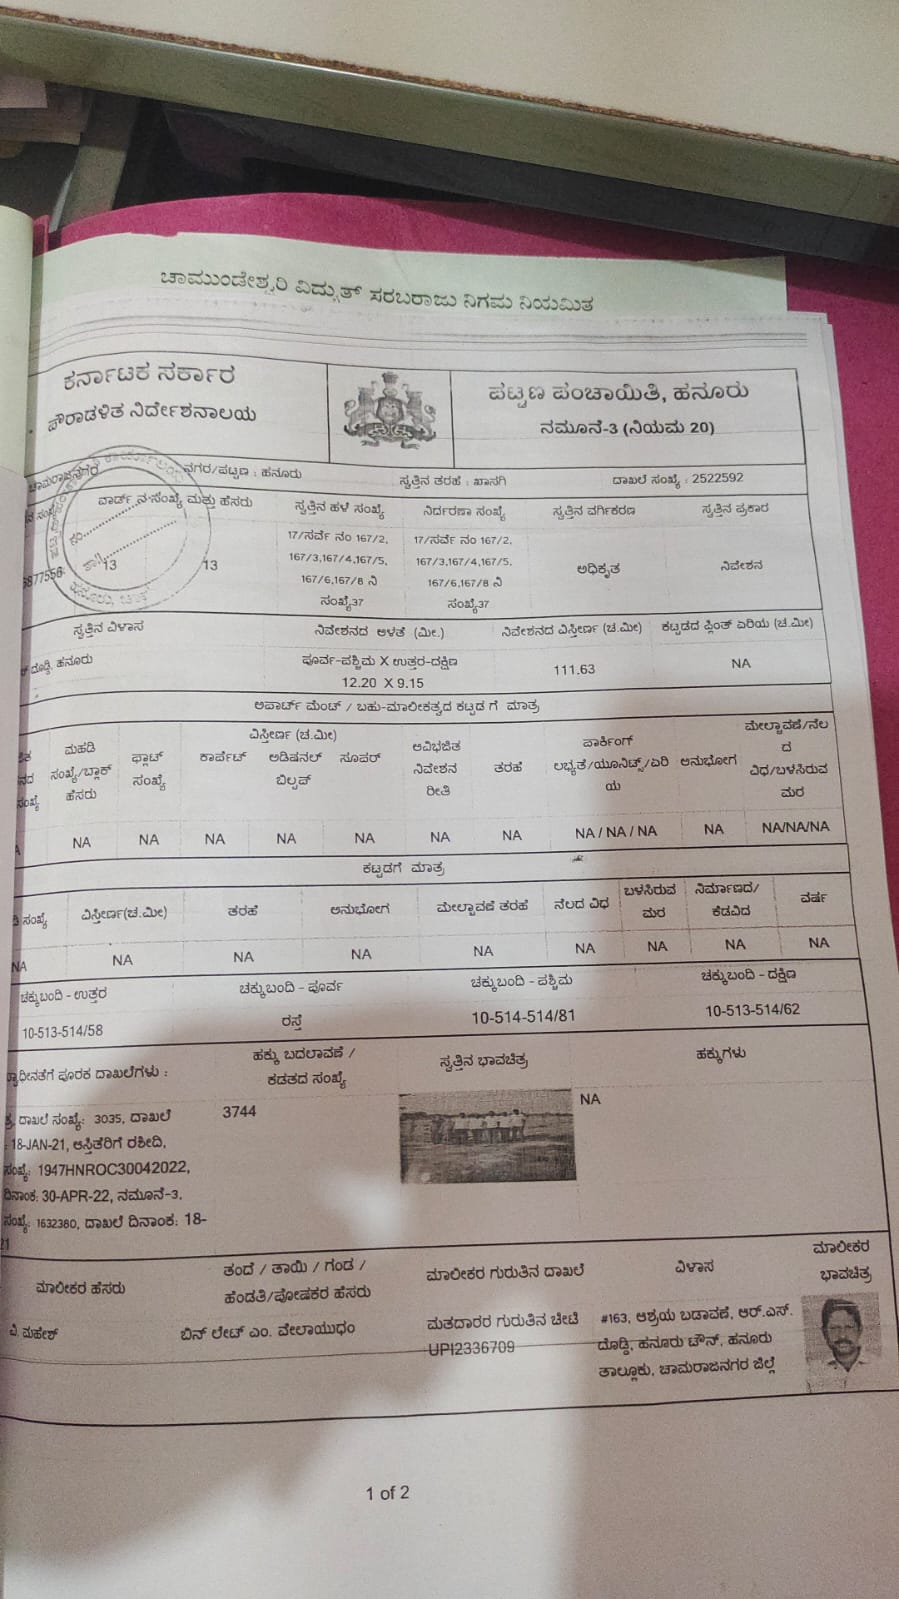 ಚಾಮುಂಡೇಶ್ವರಿ ವಿದ್ಯುತ್ ಸರಬರಾಜು ನಿಗಮ ನಿಯಮಿತ
ಕರ್ನಾಟಕ ಸರ್ಕಾರ
ಪೌರಾಡಳಿತ ನಿರ್ದೇಶನಾಲಯ
ಪಟ್ಟಣ ಪಂಚಾಯಿತಿ, ಹನೂರು
ನಮೂನೆ-3 (ನಿಯಮ 20)
ಚಾಮರಾಜನಗರ ನಗರ/ಪಟ್ಟಣ : ಹನೂರು ಸ್ವತ್ತಿನ ತರಹೆ : ಖಾಸಗಿ ದಾಖಲೆ ಸಂಖ್ಯೆ : 2522592
ವಾರ್ಡ್ ನ ಸಂಖ್ಯೆ ಮತ್ತು ಹೆಸರು ಸ್ವತ್ತಿನ ಹಳೆ ಸಂಖ್ಯೆ ನಿರ್ದರಣಾ ಸಂಖ್ಯೆ ಸ್ವತ್ತಿನ ವರ್ಗಿಕರಣ ಸ್ವತ್ತಿನ ಪ್ರಕಾರ
13 13 17/ಸರ್ವೆ ನಂ 167/2, 17/ಸರ್ವೆ ನಂ 167/2, ಅಧಿಕೃತ ನಿವೇಶನ
167/3,167/4,167/5, 167/3,167/4,167/5,
167/6,167/8 ನಿ 167/6,167/8 ನಿ
ಸಂಖ್ಯೆ37 ಸಂಖ್ಯೆ37
ಸ್ವತ್ತಿನ ವಿಳಾಸ ನಿವೇಶನದ ಅಳತೆ (ಮೀ.) ನಿವೇಶನದ ವಿಸ್ತೀರ್ಣ (ಚ.ಮೀ) ಕಟ್ಟಡದ ಪ್ಲಿಂತ್ ಏರಿಯ (ಚ.ಮೀ)
ದೊಡ್ಡಿ, ಹನೂರು ಪೂರ್ವ-ಪಶ್ಚಿಮ X ಉತ್ತರ-ದಕ್ಷಿಣ 111.63 NA
12.20 X 9.15
ಅಪಾರ್ಟ್ ಮೆಂಟ್ / ಬಹು-ಮಾಲೀಕತ್ವದ ಕಟ್ಟಡ ಗೆ ಮಾತ್ರ
ಮಹಡಿ ಸಂಖ್ಯೆ/ಬ್ಲಾಕ್ ಹೆಸರು ಫ್ಲಾಟ್ ಸಂಖ್ಯೆ ವಿಸ್ತೀರ್ಣ (ಚ.ಮೀ) ಕಾರ್ಪೆಟ್ ಅಡಿಷನಲ್ ಬಿಲ್ಟಪ್ ಸೂಪರ್ ಅವಿಭಜಿತ ನಿವೇಶನ ರೀತಿ ತರಹೆ ಪಾರ್ಕಿಂಗ್ ಲಭ್ಯತೆ/ಯೂನಿಟ್ಸ್/ಏರಿಯ ಅನುಭೋಗ ಮೇಲ್ಛಾವಣಿ/ನೆಲದ ವಿಧ/ಬಳಸಿರುವ ಮರ
NA NA NA NA NA NA NA NA / NA / NA NA NA/NA/NA
ಕಟ್ಟಡಗೆ ಮಾತ್ರ
ಸಂಖ್ಯೆ ವಿಸ್ತೀರ್ಣ(ಚ.ಮೀ) ತರಹೆ ಅನುಭೋಗ ಮೇಲ್ಛಾವಣಿ ತರಹೆ ನೆಲದ ವಿಧ ಬಳಸಿರುವ ಮರ ನಿರ್ಮಾಣದ/ಕೆಡವಿದ ವರ್ಷ
NA NA NA NA NA NA NA NA NA
ಚಕ್ಕುಬಂದಿ - ಉತ್ತರ ಚಕ್ಕುಬಂದಿ - ಪೂರ್ವ ಚಕ್ಕುಬಂದಿ - ಪಶ್ಚಿಮ ಚಕ್ಕುಬಂದಿ - ದಕ್ಷಿಣ
10-513-514/58 ರಸ್ತೆ 10-514-514/81 10-513-514/62
ಪೂರಕ ದಾಖಲೆಗಳು : ಹಕ್ಕು ಬದಲಾವಣೆ / ಕಡತದ ಸಂಖ್ಯೆ ಸ್ವತ್ತಿನ ಭಾವಚಿತ್ರ ಹಕ್ಕುಗಳು
ದಾಖಲೆ ಸಂಖ್ಯೆ: 3035, ದಾಖಲೆ 3744 NA
18-JAN-21, ಆಸ್ತಿತೆರಿಗೆ ರಶೀದಿ,
ಸಂಖ್ಯೆ: 1947HNROC30042022,
ದಿನಾಂಕ: 30-APR-22, ನಮೂನೆ-3,
ಸಂಖ್ಯೆ: 1632380, ದಾಖಲೆ ದಿನಾಂಕ: 18-
21
ಮಾಲೀಕರ ಹೆಸರು ತಂದೆ / ತಾಯಿ / ಗಂಡ / ಹೆಂಡತಿ/ಪೋಷಕರ ಹೆಸರು ಮಾಲೀಕರ ಗುರುತಿನ ದಾಖಲೆ ವಿಳಾಸ ಮಾಲೀಕರ ಭಾವಚಿತ್ರ
ವಿ. ಮಹೇಶ್ ಬಿನ್ ಲೇಟ್ ಎಂ. ವೇಲಾಯುಧಂ ಮತದಾರರ ಗುರುತಿನ ಚೀಟಿ #163, ಆಶ್ರಯ ಬಡಾವಣೆ, ಆರ್.ಎಸ್.
UPI2336709 ದೊಡ್ಡಿ, ಹನೂರು ಟೌನ್, ಹನೂರು
ತಾಲ್ಲೂಕು, ಚಾಮರಾಜನಗರ ಜಿಲ್ಲೆ
1 of 2